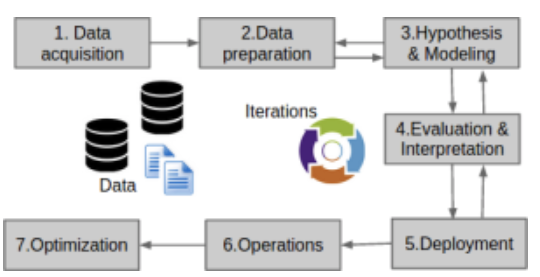 1. Data
acquisition
2.Data
preparation
3.Hypothesis
& Modeling
Iterations
4.Evaluation &
Interpretation
Data
7.Optimization
6.Operations
5.Deployment